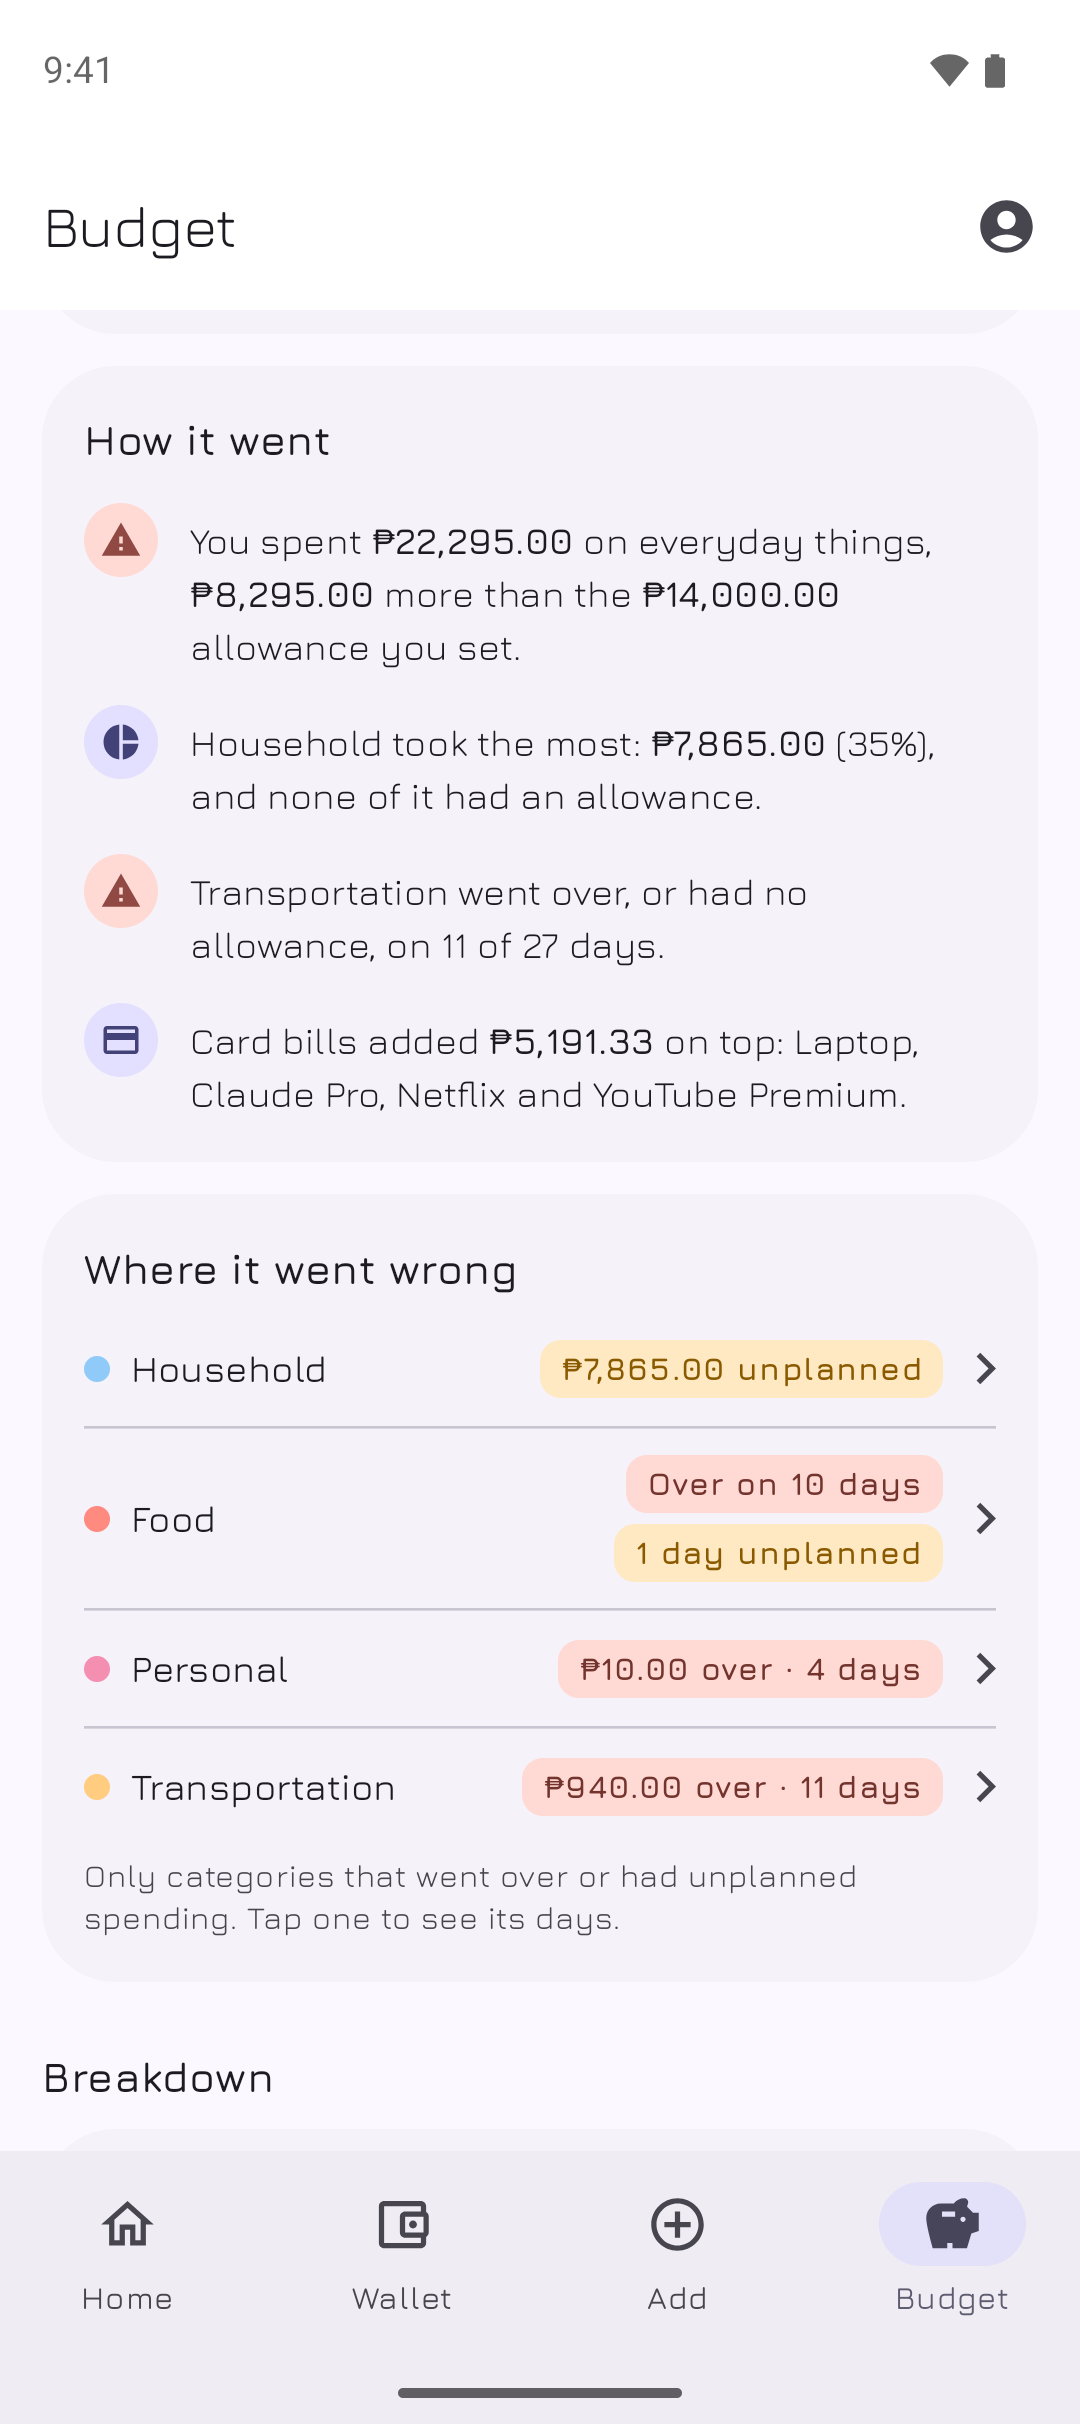 9:41
Budget
How it went
You spent ₱22,295.00 on everyday things,
₱8,295.00 more than the ₱14,000.00
allowance you set.
Household took the most: ₱7,865.00 (35%),
and none of it had an allowance.
Transportation went over, or had no
allowance, on 11 of 27 days.
Card bills added ₱5,191.33 on top: Laptop,
Claude Pro, Netflix and YouTube Premium.
Where it went wrong
Household ₱7,865.00 unplanned
Food Over on 10 days
1 day unplanned
Personal ₱10.00 over · 4 days
Transportation ₱940.00 over · 11 days
Only categories that went over or had unplanned
spending. Tap one to see its days.
Breakdown
Home Wallet Add Budget